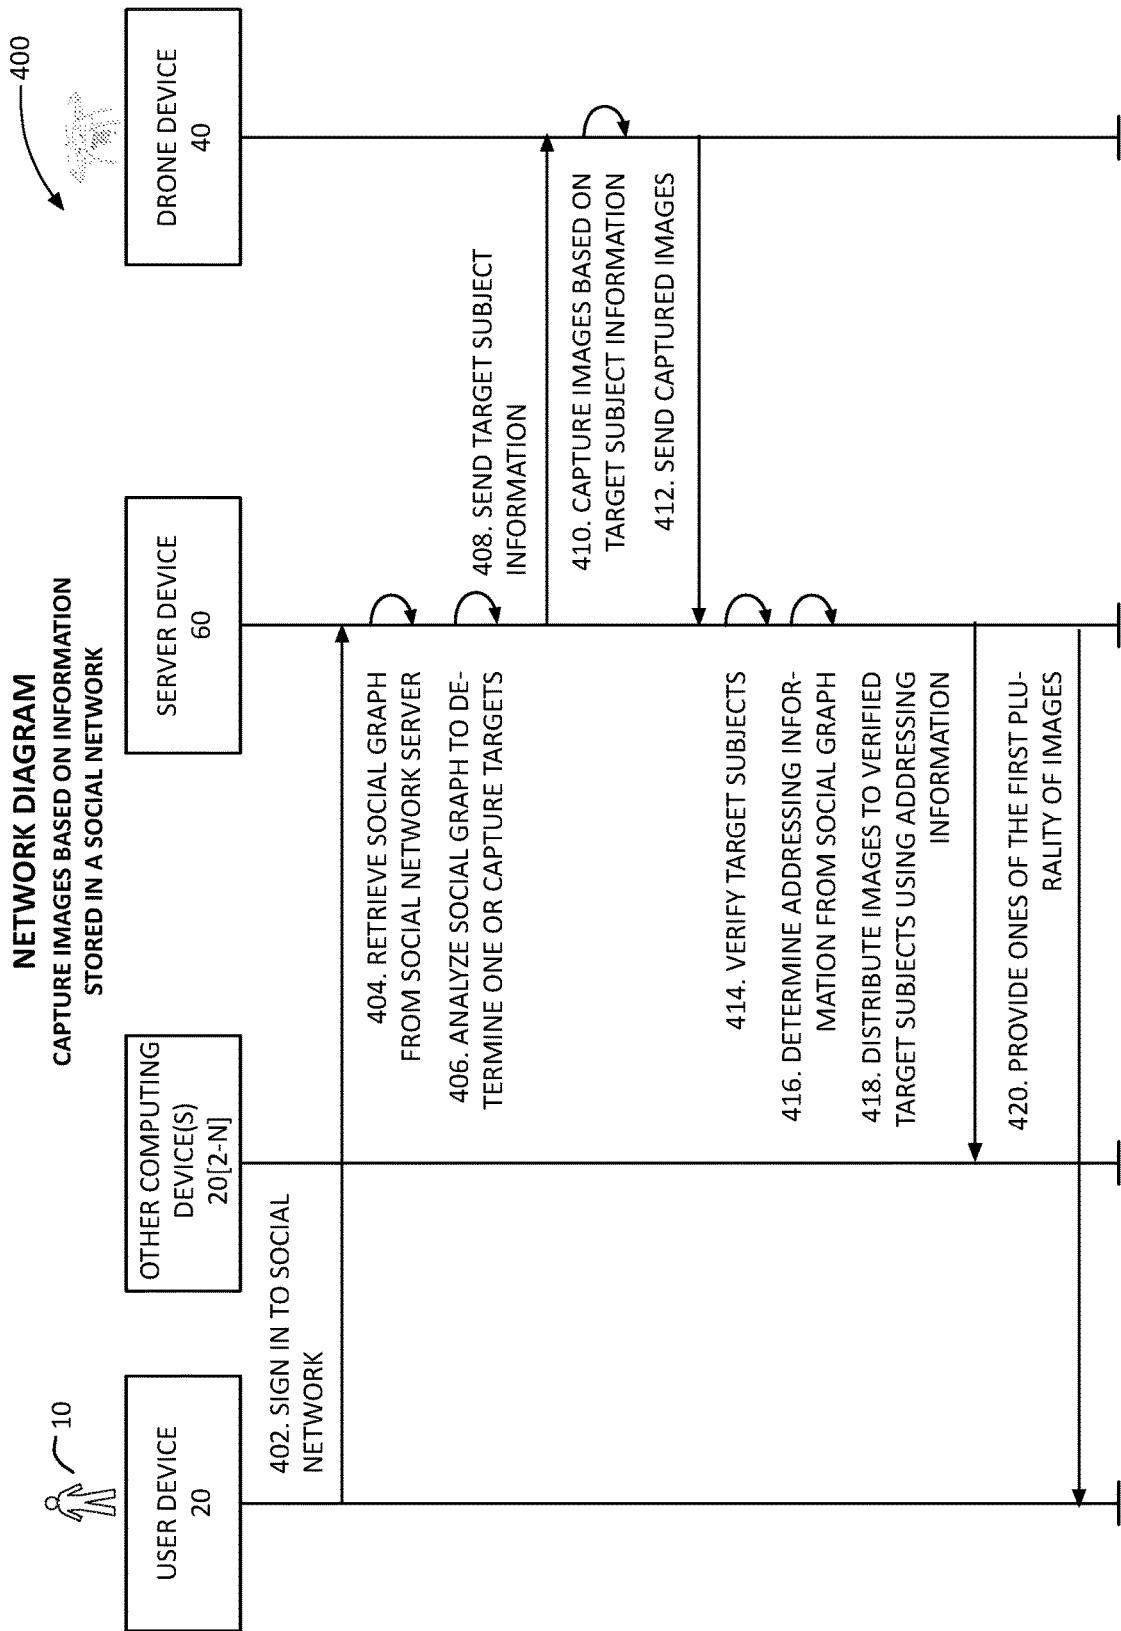 NETWORK DIAGRAM
CAPTURE IMAGES BASED ON INFORMATION
STORED IN A SOCIAL NETWORK
400
10
USER DEVICE
20
OTHER COMPUTING
DEVICE(S)
20[2-N]
SERVER DEVICE
60
DRONE DEVICE
40
402. SIGN IN TO SOCIAL
NETWORK
404. RETRIEVE SOCIAL GRAPH
FROM SOCIAL NETWORK SERVER
406. ANALYZE SOCIAL GRAPH TO DE-
TERMINE ONE OR CAPTURE TARGETS
408. SEND TARGET SUBJECT
INFORMATION
410. CAPTURE IMAGES BASED ON
TARGET SUBJECT INFORMATION
412. SEND CAPTURED IMAGES
414. VERIFY TARGET SUBJECTS
416. DETERMINE ADDRESSING INFOR-
MATION FROM SOCIAL GRAPH
418. DISTRIBUTE IMAGES TO VERIFIED
TARGET SUBJECTS USING ADDRESSING
INFORMATION
420. PROVIDE ONES OF THE FIRST PLU-
RALITY OF IMAGES